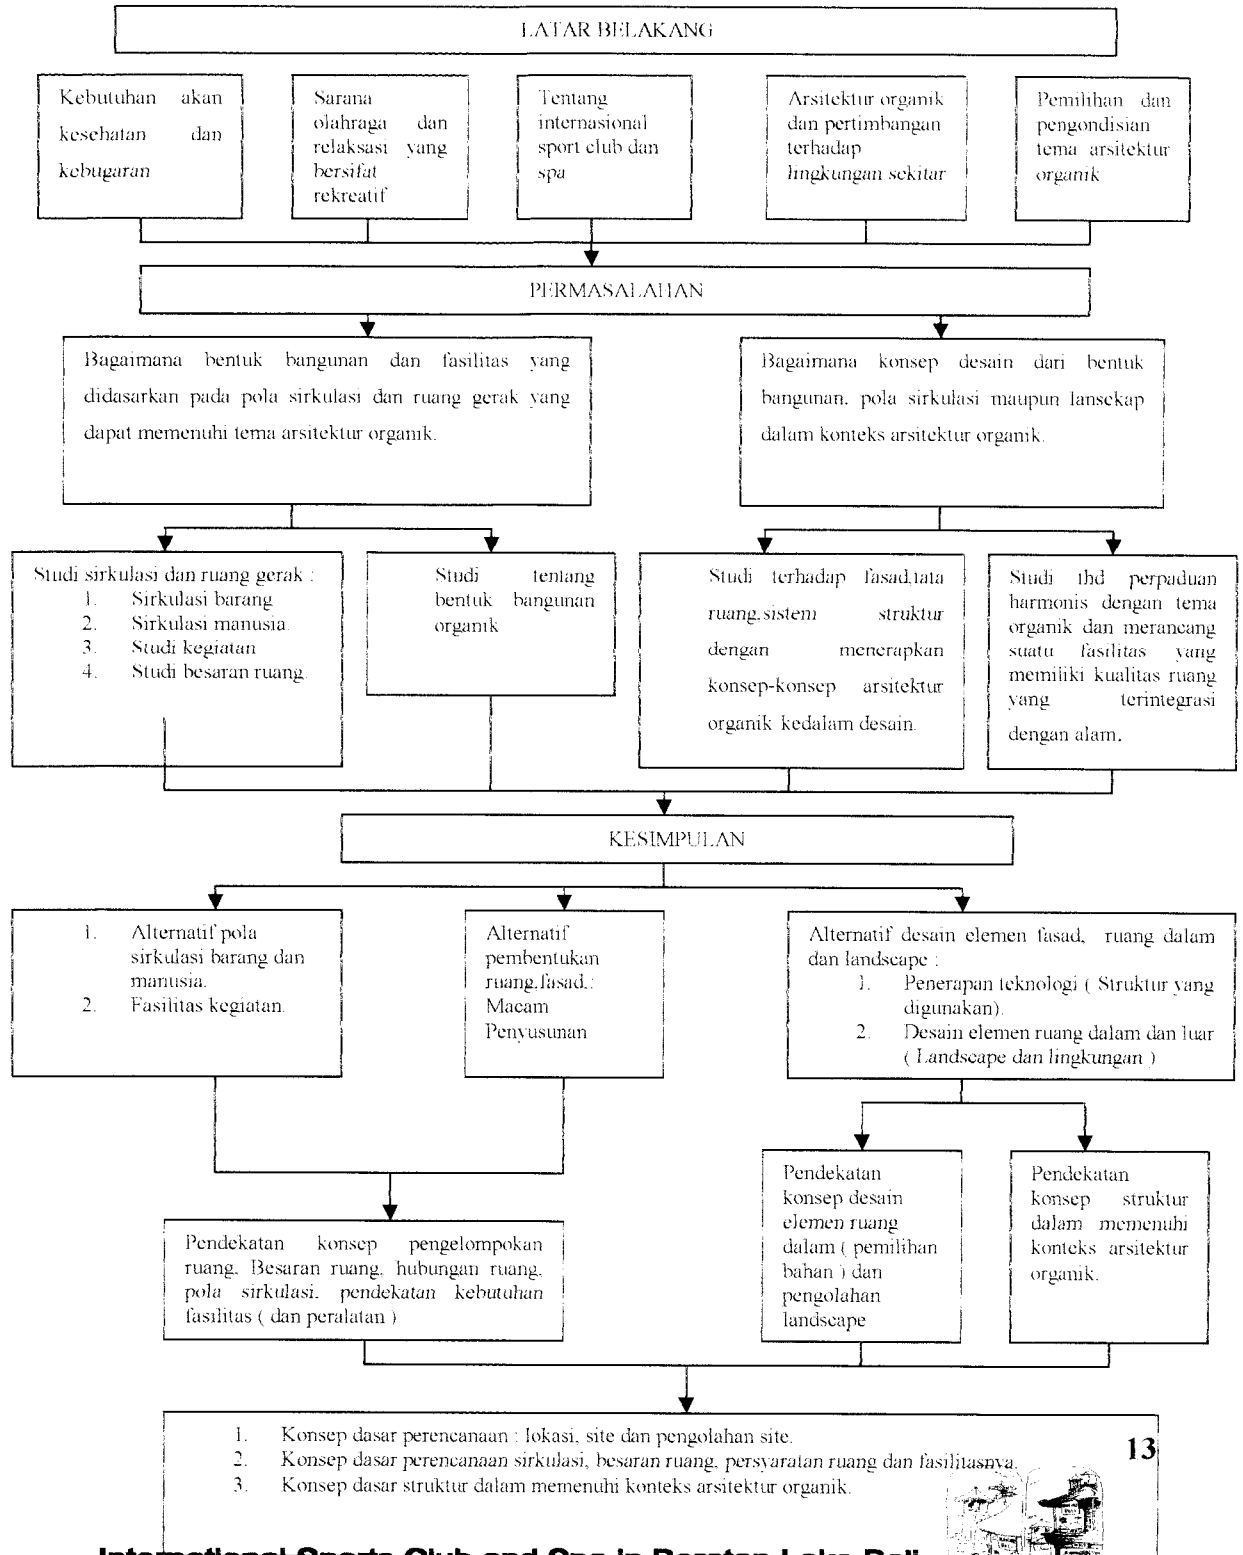 LATAR BELAKANG
Kebutuhan akan
kesehatan dan
kebugaran
Sarana
olahraga dan
relaksasi yang
bersifat
rekreatif
Tentang
internasional
sport club dan
spa
Arsitektur organik
dan pertimbangan
terhadap
lingkungan sekitar
Pemilihan dan
pengondisian
tema arsitektur
organik
PERMASALAHAN
Bagaimana bentuk bangunan dan fasilitas yang
didasarkan pada pola sirkulasi dan ruang gerak yang
dapat memenuhi tema arsitektur organik.
Bagaimana konsep desain dari bentuk
bangunan, pola sirkulasi maupun lansekap
dalam konteks arsitektur organik.
Studi sirkulasi dan ruang gerak :
1. Sirkulasi barang
2. Sirkulasi manusia.
3. Studi kegiatan
4. Studi besaran ruang.
Studi tentang
bentuk bangunan
organik
Studi terhadap fasad,tata
ruang,sistem struktur
dengan menerapkan
konsep-konsep arsitektur
organik kedalam desain.
Studi thd perpaduan
harmonis dengan tema
organik dan merancang
suatu fasilitas yang
memiliki kualitas ruang
yang terintegrasi
dengan alam.
KESIMPULAN
1. Alternatif pola
sirkulasi barang dan
manusia.
2. Fasilitas kegiatan.
Alternatif
pembentukan
ruang,fasad,:
Macam
Penyusunan
Alternatif desain elemen fasad, ruang dalam
dan landscape :
1. Penerapan teknologi ( Struktur yang
digunakan).
2. Desain elemen ruang dalam dan luar
( Landscape dan lingkungan )
Pendekatan konsep pengelompokan
ruang, Besaran ruang, hubungan ruang,
pola sirkulasi, pendekatan kebutuhan
fasilitas ( dan peralatan )
Pendekatan
konsep desain
elemen ruang
dalam ( pemilihan
bahan ) dan
pengolahan
landscape
Pendekatan
konsep struktur
dalam memenuhi
konteks arsitektur
organik.
1. Konsep dasar perencanaan : lokasi, site dan pengolahan site.
2. Konsep dasar perencanaan sirkulasi, besaran ruang, persyaratan ruang dan fasilitasnya.
3. Konsep dasar struktur dalam memenuhi konteks arsitektur organik.
13
International Sports Club and Spa in Beratan Lake Bali